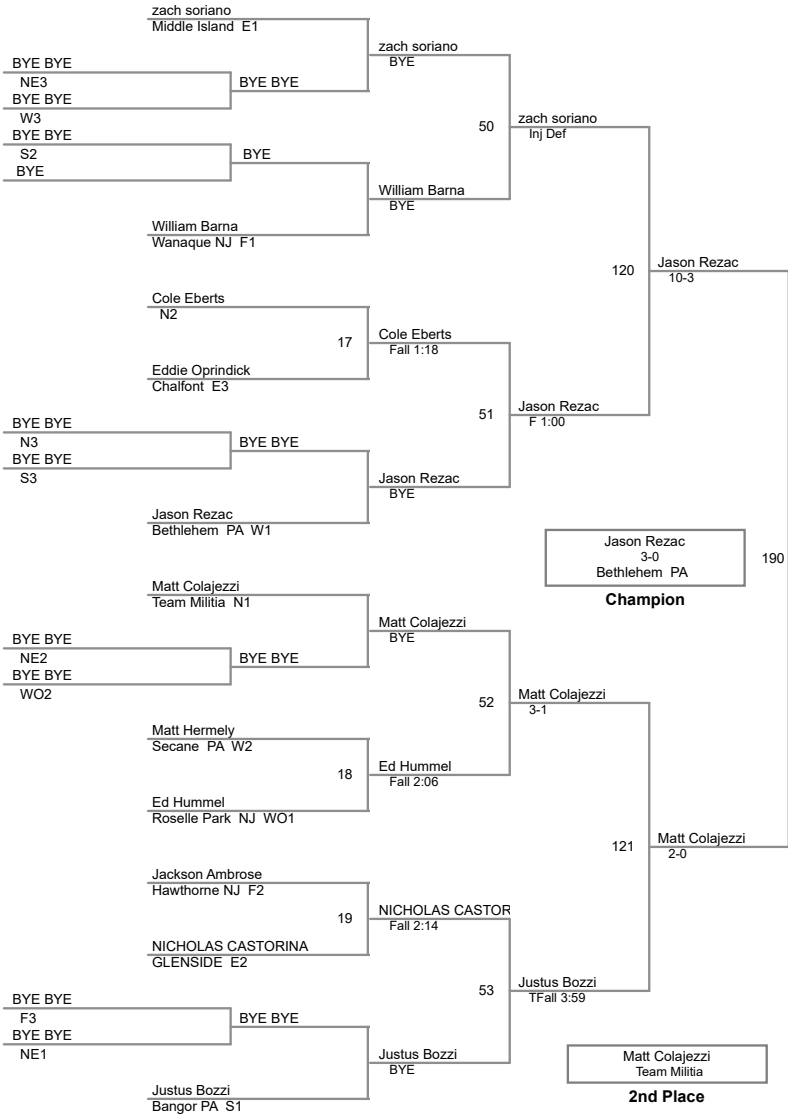 zach soriano
Middle Island E1
zach soriano
BYE
BYE BYE
NE3
BYE BYE
BYE BYE
W3
50
zach soriano
Inj Def
BYE BYE
S2
BYE
BYE
William Barna
BYE
William Barna
Wanaque NJ F1
120
Jason Rezac
10-3
Cole Eberts
N2
17
Cole Eberts
Fall 1:18
Eddie Oprindick
Chalfont E3
51
Jason Rezac
F 1:00
BYE BYE
N3
BYE BYE
BYE BYE
S3
Jason Rezac
BYE
Jason Rezac
Bethlehem PA W1
Jason Rezac
3-0
Bethlehem PA
190
Champion
Matt Colajezzi
Team Militia N1
Matt Colajezzi
BYE
BYE BYE
NE2
BYE BYE
BYE BYE
WO2
52
Matt Colajezzi
3-1
Matt Hermely
Secane PA W2
18
Ed Hummel
Fall 2:06
Ed Hummel
Roselle Park NJ WO1
121
Matt Colajezzi
2-0
Jackson Ambrose
Hawthorne NJ F2
19
NICHOLAS CASTOR
Fall 2:14
NICHOLAS CASTORINA
GLENSIDE E2
53
Justus Bozzi
TFall 3:59
BYE BYE
F3
BYE BYE
BYE BYE
NE1
Justus Bozzi
BYE
Justus Bozzi
Bangor PA S1
Matt Colajezzi
Team Militia
2nd Place